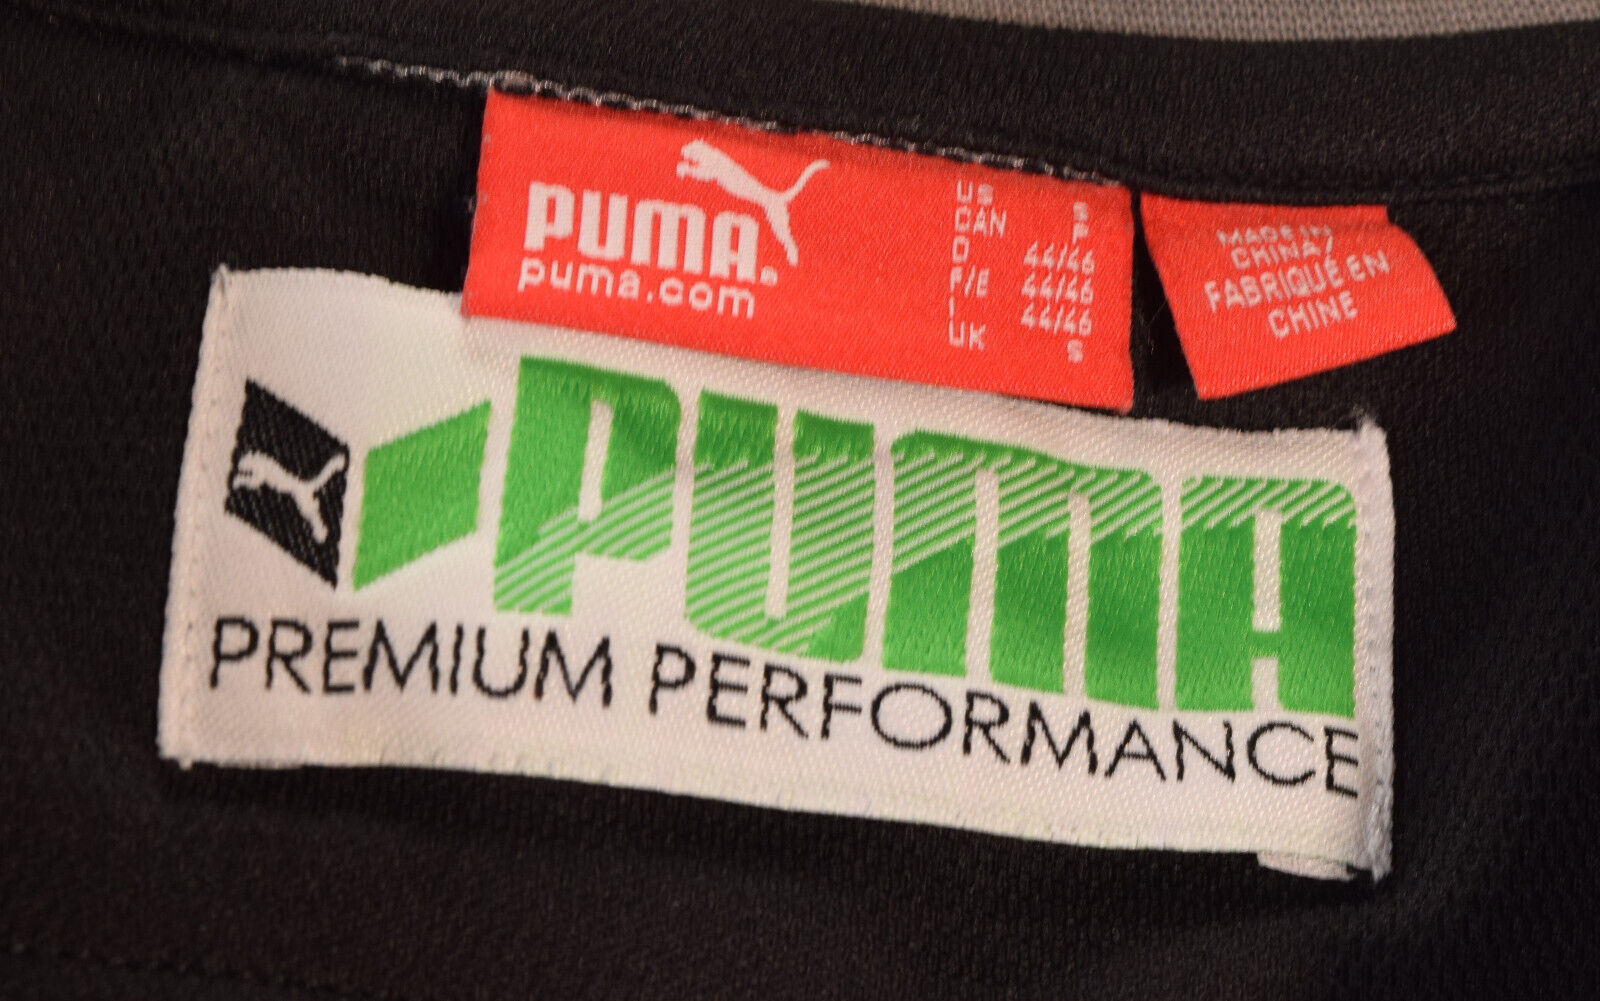 PUMA
puma.com
US S
CAN P
D 44/46
F/E 44/46
I 44/46
UK S
MADE IN
CHINA/
FABRIQUÉ EN
CHINE
PUMA
PREMIUM PERFORMANCE